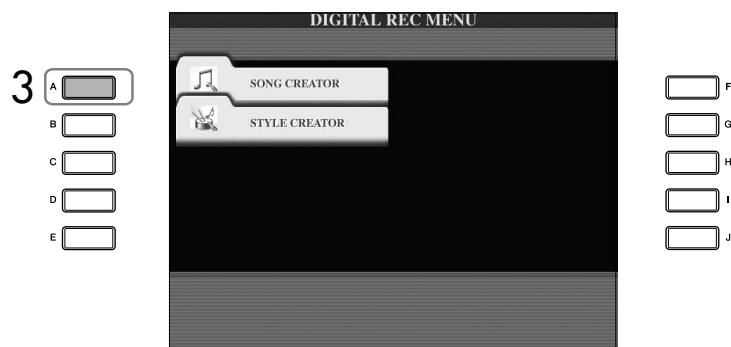 DIGITAL REC MENU
3
A
SONG CREATOR
F
B
STYLE CREATOR
G
C
H
D
I
E
J